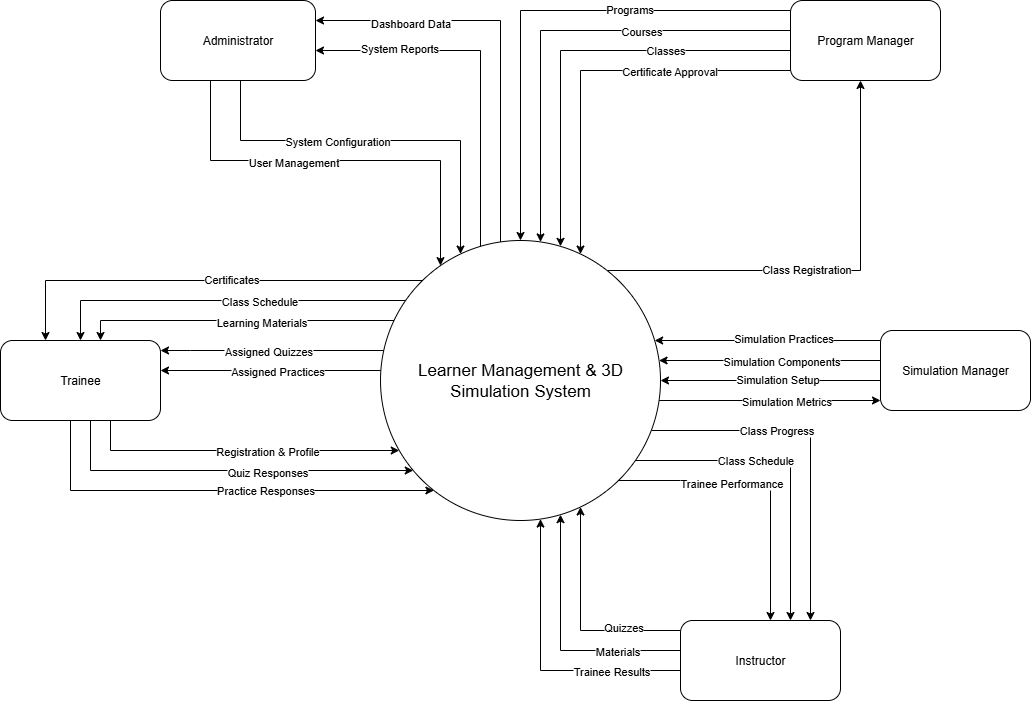 Programs
Dashboard Data
Courses
Administrator
Program Manager
System Reports
Classes
Certificate Approval
System Configuration
User Management
Class Registration
Certificates
Class Schedule
Learning Materials
Simulation Practices
Assigned Quizzes
Simulation Components
Learner Management & 3D
Simulation System
Simulation Manager
Assigned Practices
Trainee
Simulation Setup
Simulation Metrics
Class Progress
Registration & Profile
Class Schedule
Quiz Responses
Trainee Performance
Practice Responses
Quizzes
Materials
Instructor
Trainee Results